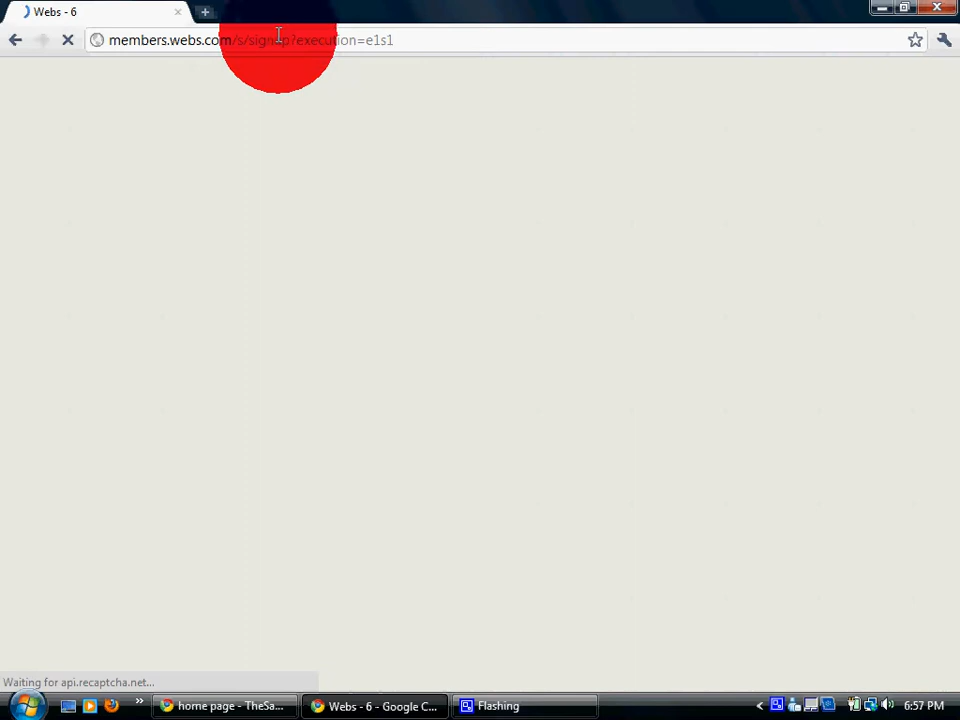 Webs - 6
members.webs.com/s/signup?execution=e1s1
Waiting for api.recaptcha.net...
home page - TheSa...
Webs - 6 - Google C...
Flashing
6:57 PM